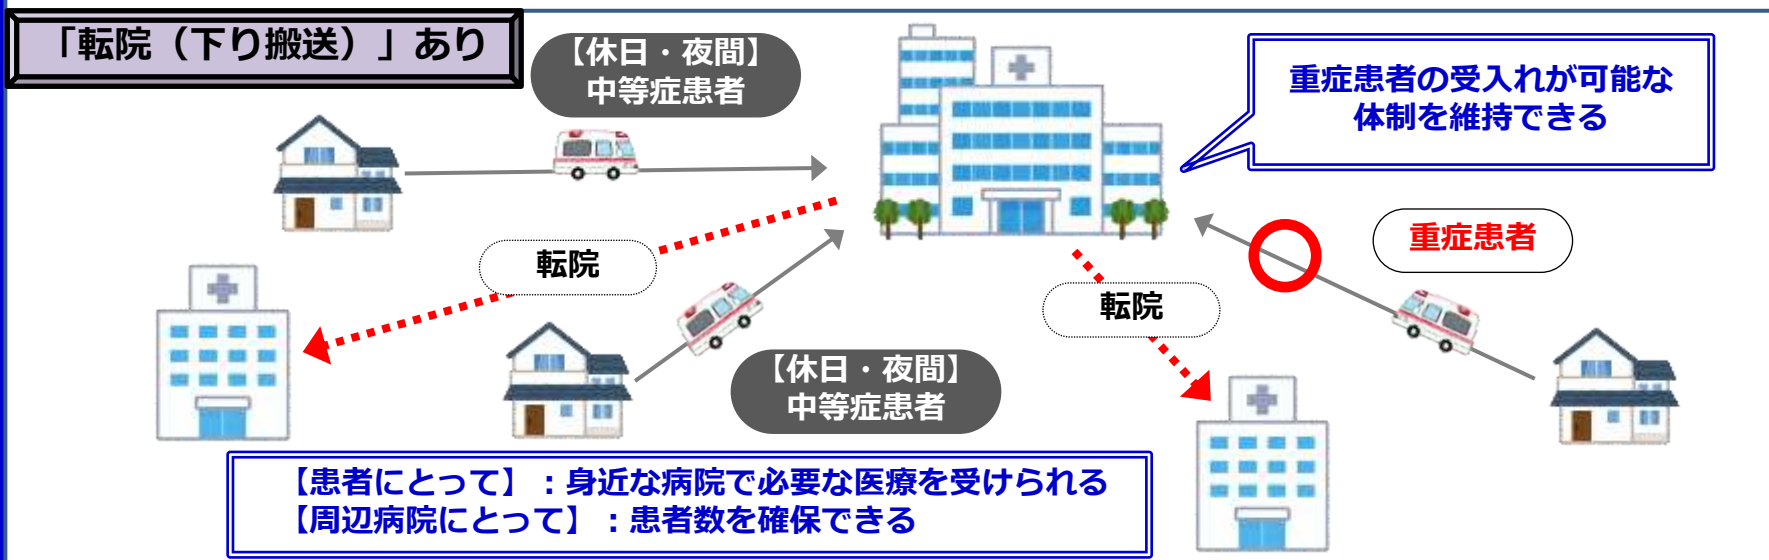 「転院（下り搬送）」あり
【休日・夜間】
中等症患者
重症患者の受入れが可能な
体制を維持できる
重症患者
転院
転院
【休日・夜間】
中等症患者
【患者にとって】：身近な病院で必要な医療を受けられる
【周辺病院にとって】：患者数を確保できる